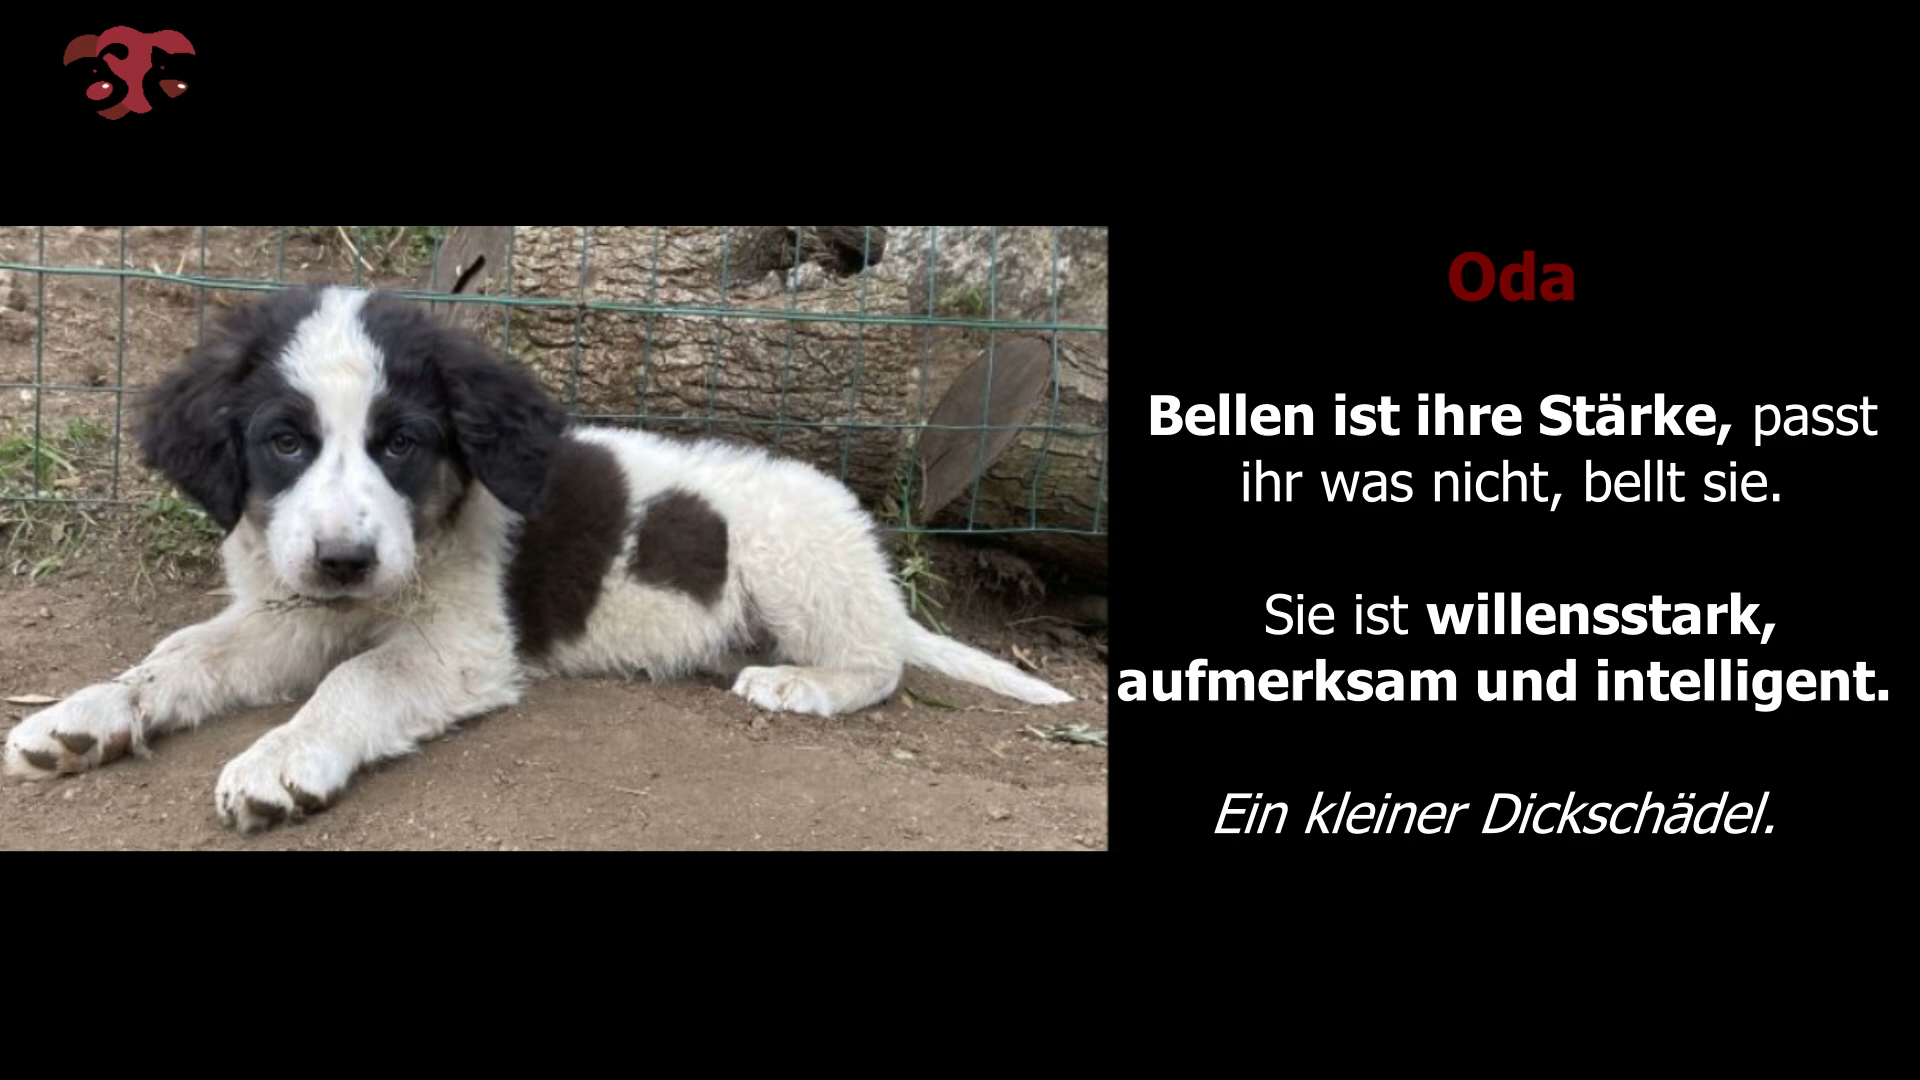 Oda
Bellen ist ihre Stärke, passt
ihr was nicht, bellt sie.
Sie ist willensstark,
aufmerksam und intelligent.
Ein kleiner Dickschädel.